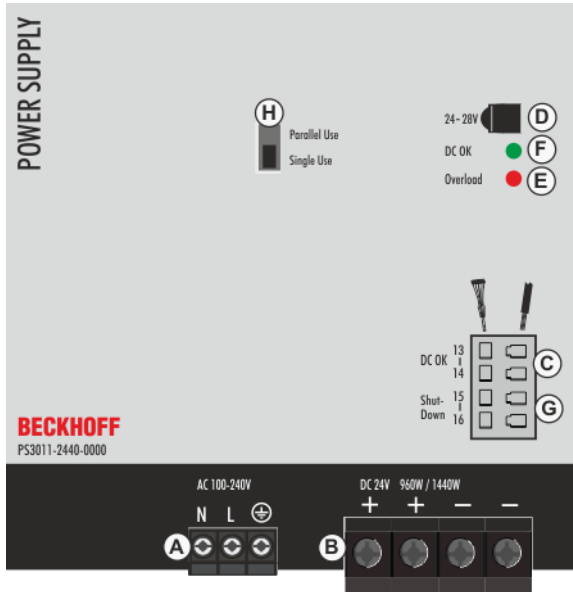 POWER SUPPLY
H
Parallel Use
Single Use
24-28V
D
DC OK
F
Overload
E
DC OK
13
14
C
Shut-
Down
15
16
G
BECKHOFF
PS3011-2440-0000
AC 100-240V
N L
A
DC 24V 960W / 1440W
+ + − −
B